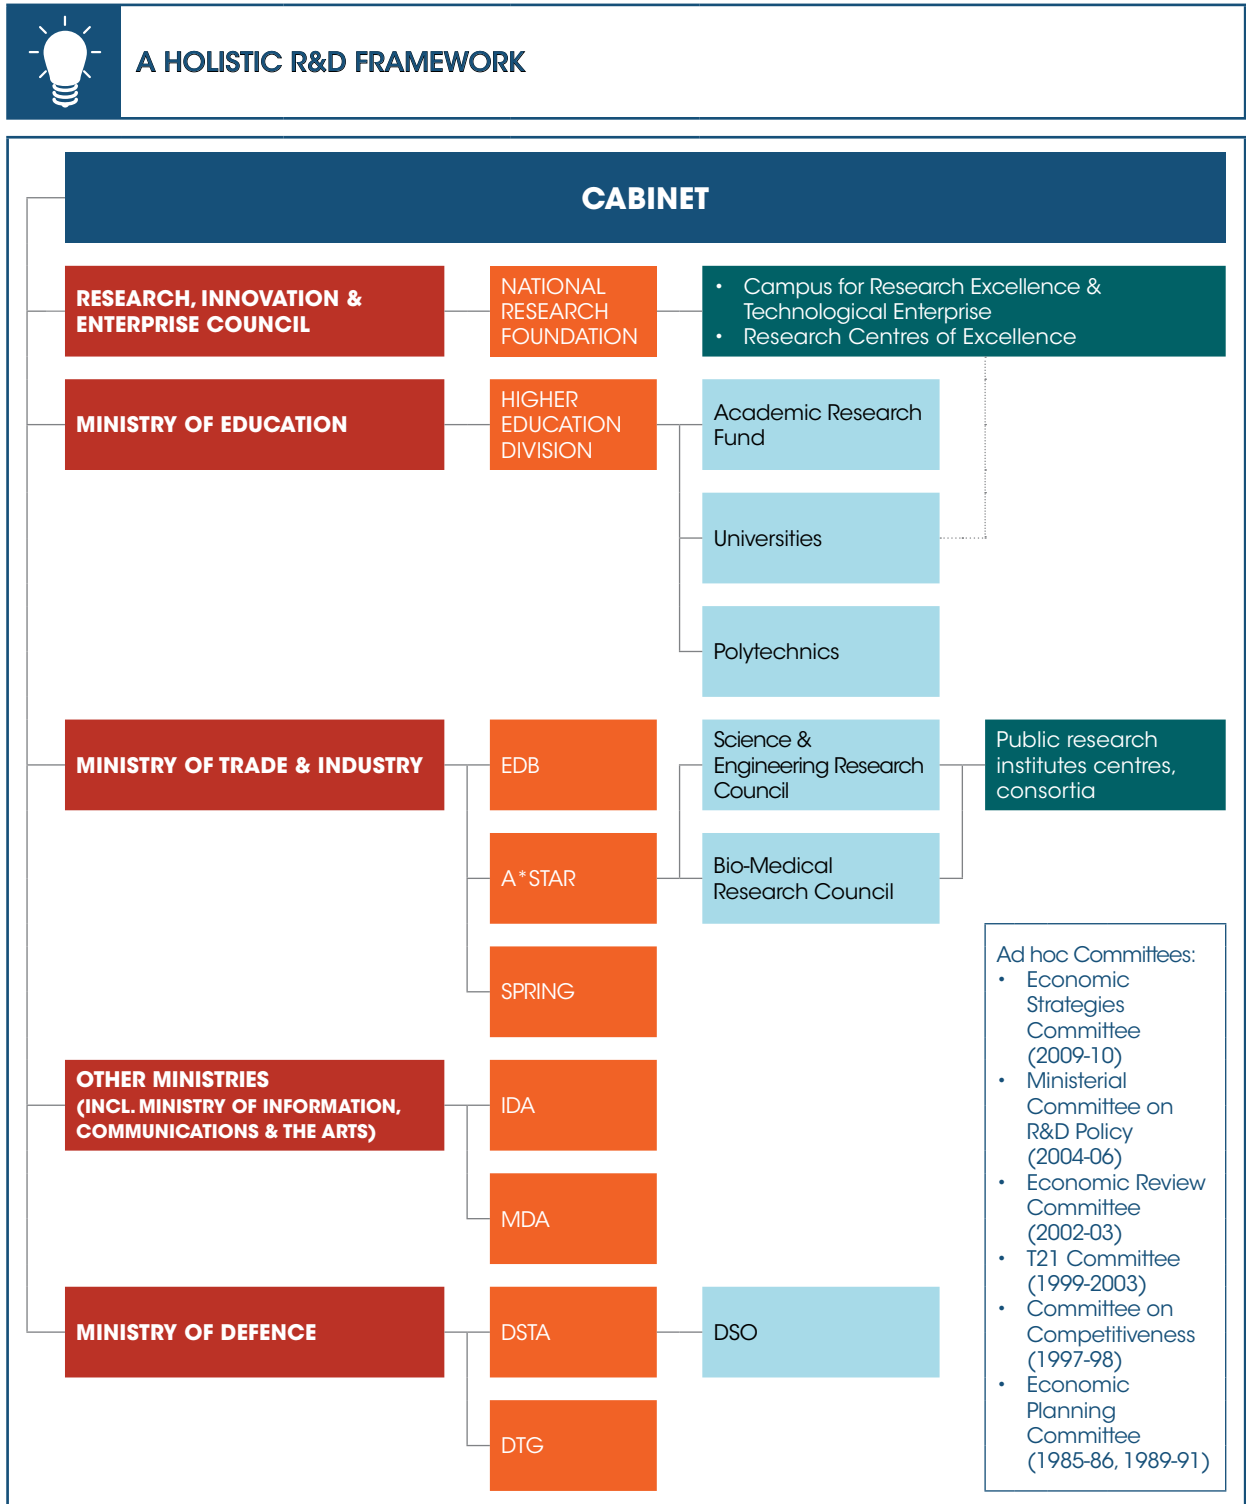 A HOLISTIC R&D FRAMEWORK
CABINET
RESEARCH, INNOVATION &
ENTERPRISE COUNCIL
NATIONAL
RESEARCH
FOUNDATION
• Campus for Research Excellence &
Technological Enterprise
• Research Centres of Excellence
MINISTRY OF EDUCATION
HIGHER
EDUCATION
DIVISION
Academic Research
Fund
Universities
Polytechnics
MINISTRY OF TRADE & INDUSTRY
EDB
Science &
Engineering Research
Council
Public research
institutes centres,
consortia
A*STAR
Bio-Medical
Research Council
SPRING
OTHER MINISTRIES
(INCL. MINISTRY OF INFORMATION,
COMMUNICATIONS & THE ARTS)
IDA
MDA
MINISTRY OF DEFENCE
DSTA
DSO
DTG
Ad hoc Committees:
• Economic
Strategies
Committee
(2009-10)
• Ministerial
Committee on
R&D Policy
(2004-06)
• Economic Review
Committee
(2002-03)
• T21 Committee
(1999-2003)
• Committee on
Competitiveness
(1997-98)
• Economic
Planning
Committee
(1985-86, 1989-91)